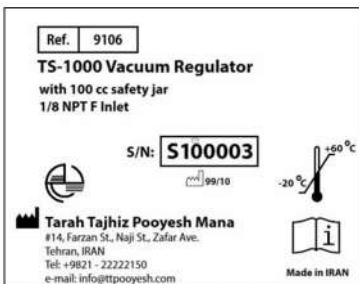 Ref. 9106
TS-1000 Vacuum Regulator
with 100 cc safety jar
1/8 NPT F Inlet
S/N: S100003
99/10
+60 °C
-20 °C
Tarah Tajhiz Pooyesh Mana
#14, Farzan St., Naji St., Zafar Ave.
Tehran, IRAN
Tel: +9821 - 22222150
e-mail: info@ttpooyesh.com
i
Made in IRAN